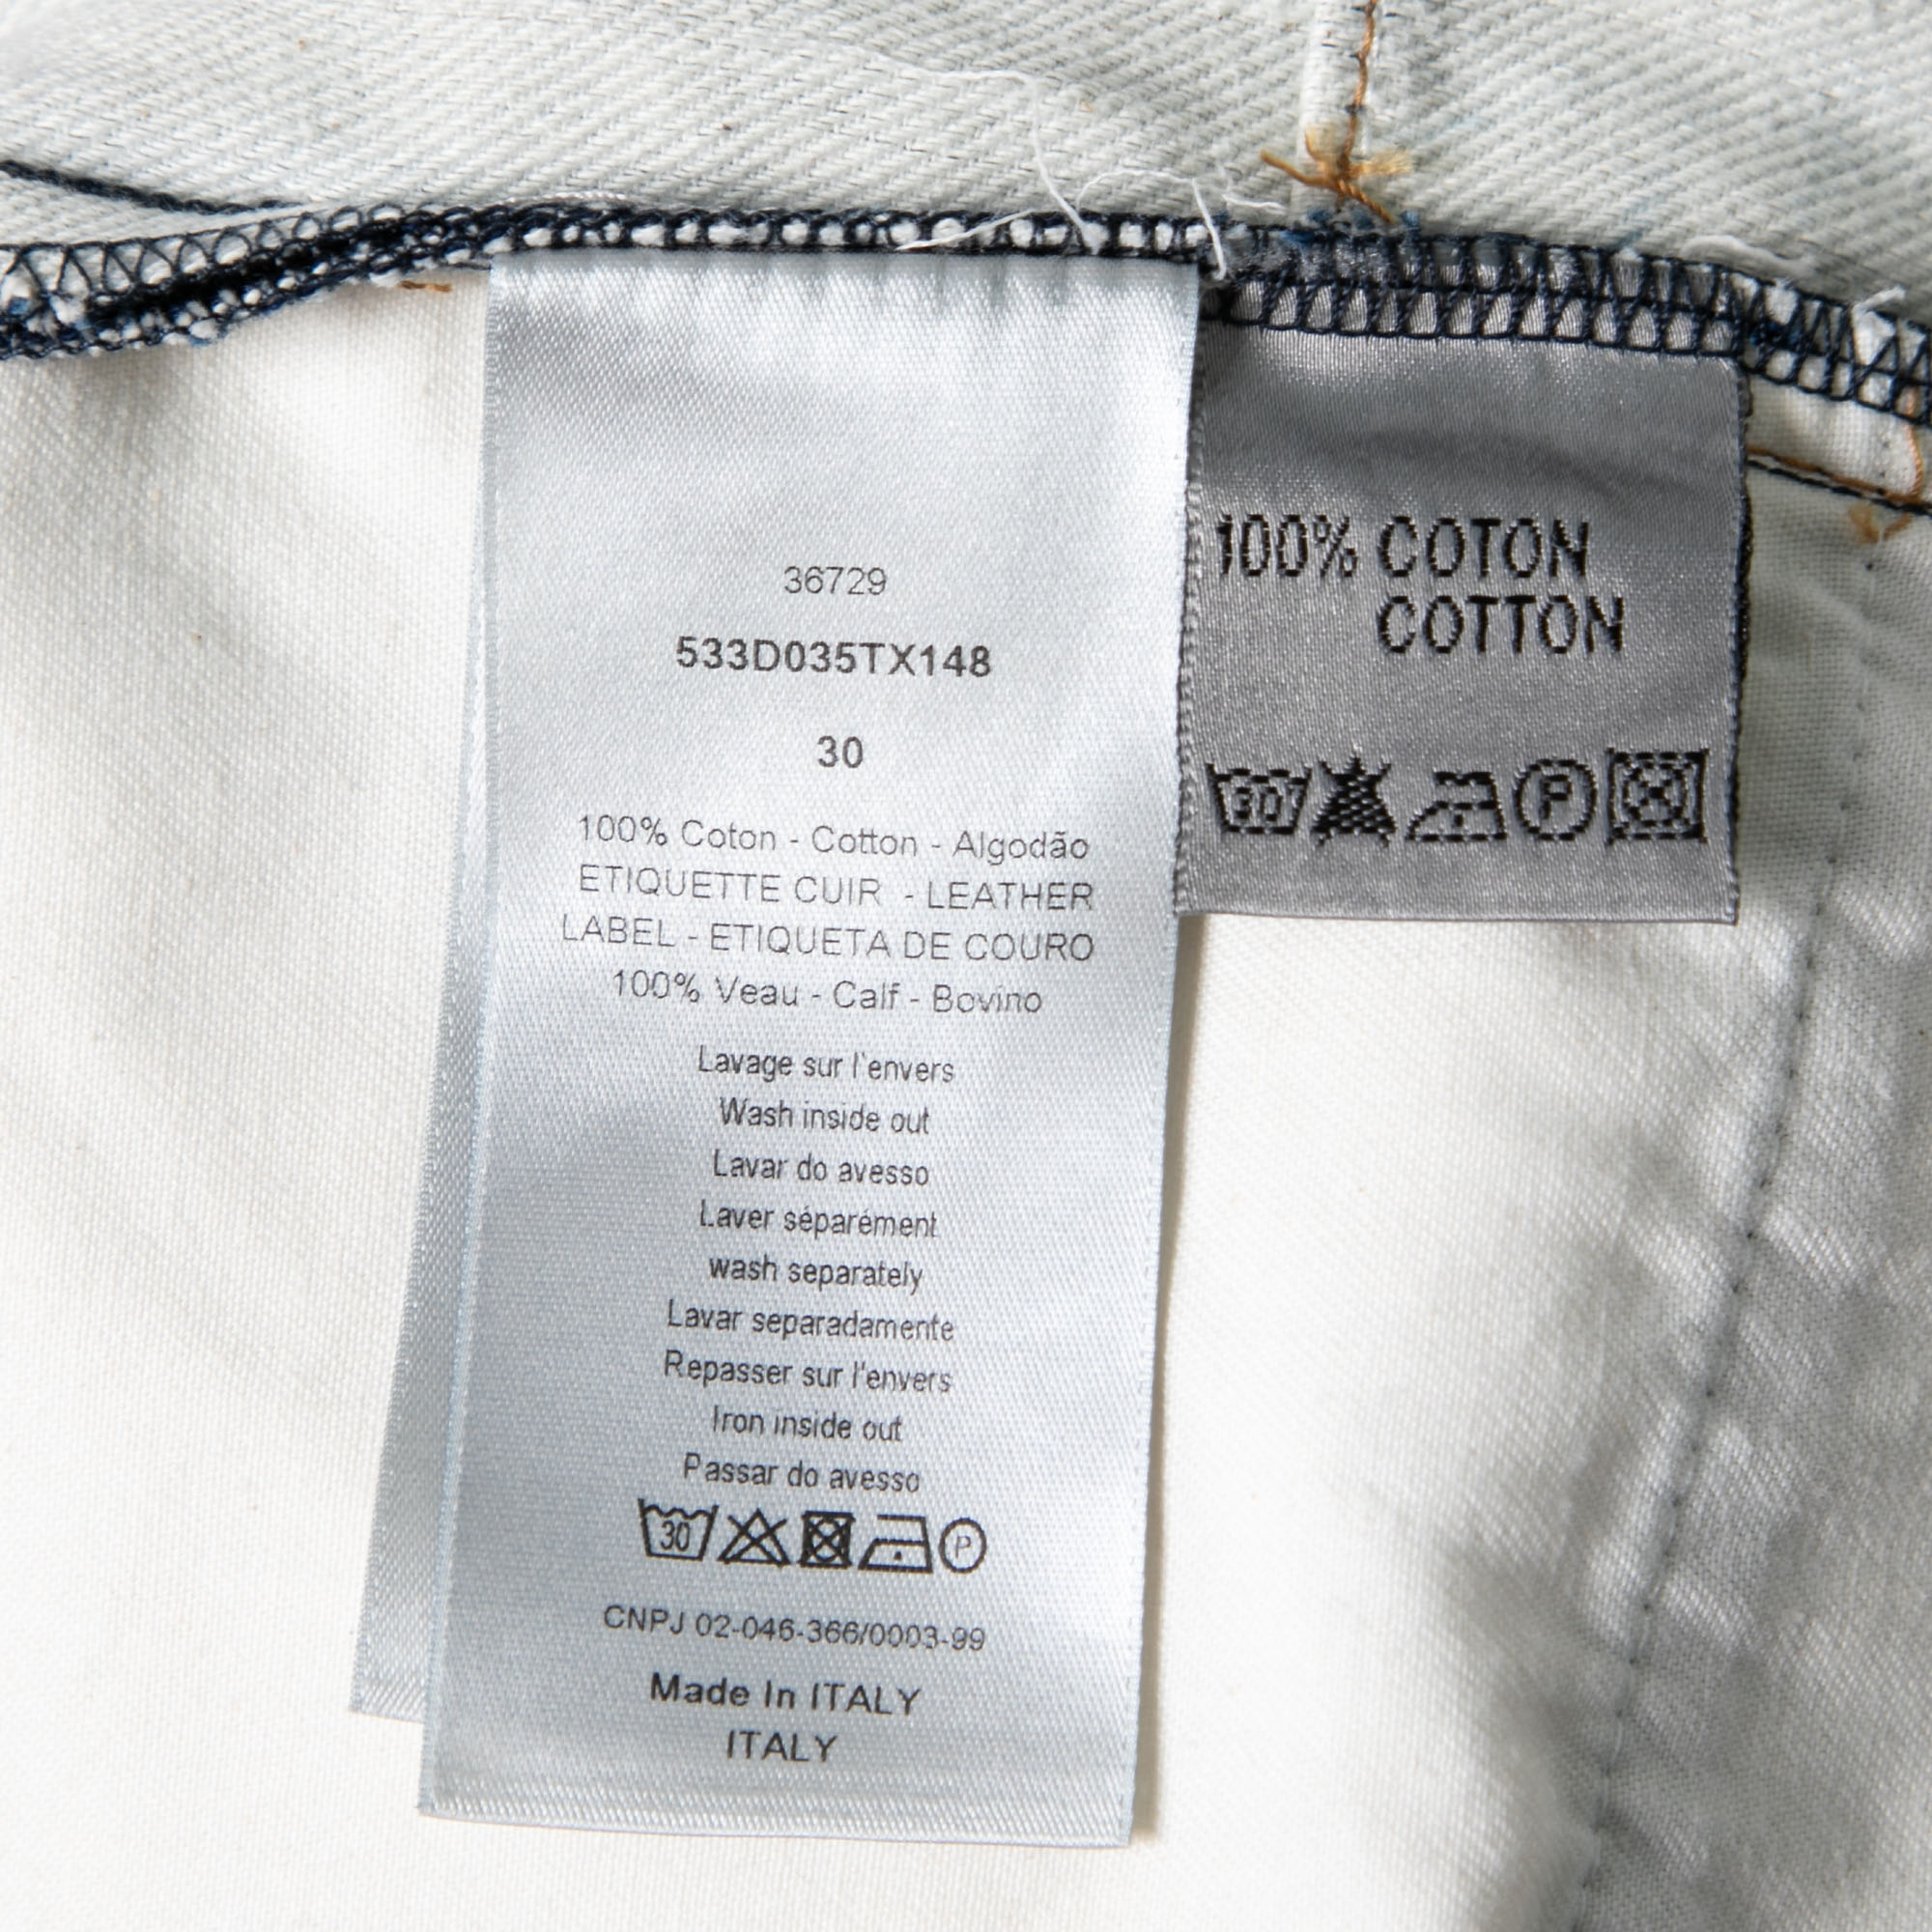 36729
533D035TX148
30
100% Coton - Cotton - Algodão
ETIQUETTE CUIR - LEATHER
LABEL - ETIQUETA DE COURO
100% Veau - Calf - Bovino
Lavage sur l'envers
Wash inside out
Lavar do avesso
Laver séparément
wash separately
Lavar separadamente
Repasser sur l'envers
Iron inside out
Passar do avesso
30 P
CNPJ 02-046-366/0003-99
Made In ITALY
ITALY
100% COTON
COTTON
30 P